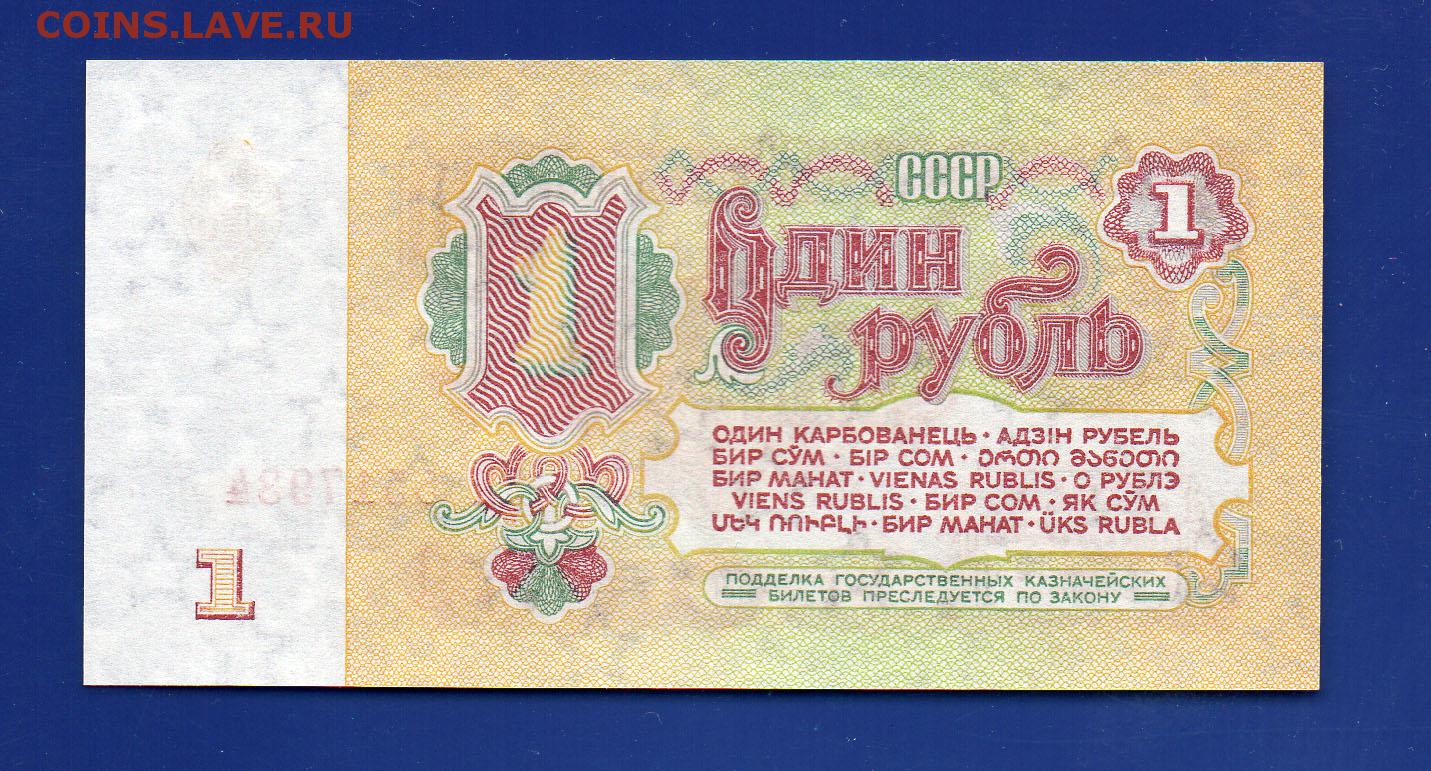 COINS.LAVE.RU
СССР
1
1
Один
рубль
ОДИН КАРБОВАНЕЦЬ · АДЗІН РУБЕЛЬ
БИР СЎМ · БІР СОМ · ᲔᲠᲗᲘ ᲛᲐᲜᲔᲗᲘ
БИР МАНАТ · VIENAS RUBLIS · О РУБЛЭ
VIENS RUBLIS · БИР СОМ · ЯК СӮМ
ՄԵԿ ՌՈՒԲԼԻ · БИР МАНАТ · ÜKS RUBLA
ПОДДЕЛКА ГОСУДАРСТВЕННЫХ КАЗНАЧЕЙСКИХ
БИЛЕТОВ ПРЕСЛЕДУЕТСЯ ПО ЗАКОНУ
1